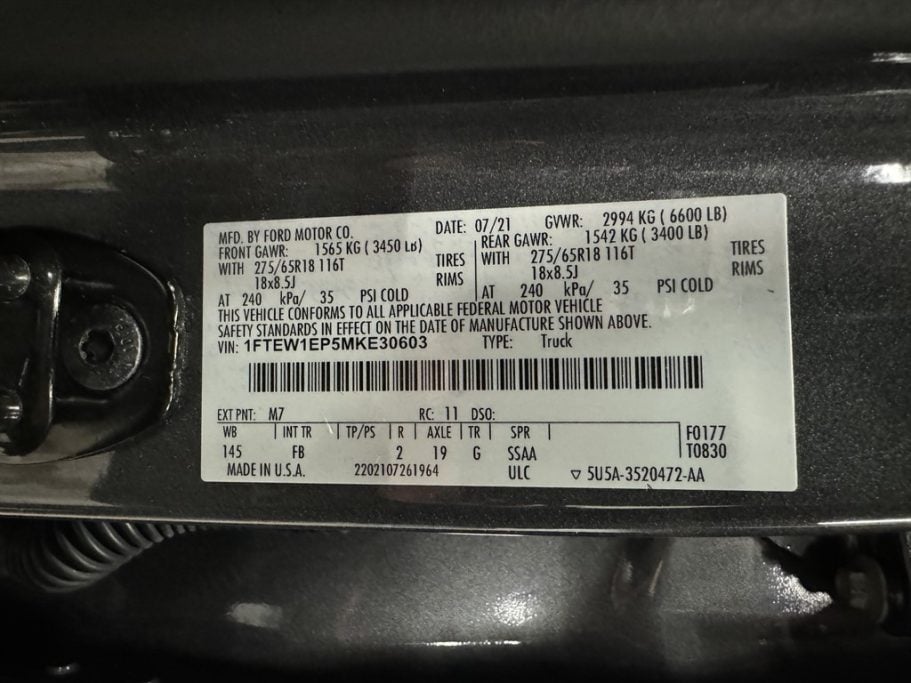 MFD. BY FORD MOTOR CO. DATE: 07/21 GVWR: 2994 KG ( 6600 LB)
FRONT GAWR: 1565 KG ( 3450 LB) REAR GAWR: 1542 KG ( 3400 LB)
WITH 275/65R18 116T TIRES WITH 275/65R18 116T TIRES
18x8.5J RIMS 18x8.5J RIMS
AT 240 kPa/ 35 PSI COLD AT 240 kPa/ 35 PSI COLD
THIS VEHICLE CONFORMS TO ALL APPLICABLE FEDERAL MOTOR VEHICLE
SAFETY STANDARDS IN EFFECT ON THE DATE OF MANUFACTURE SHOWN ABOVE.
VIN: 1FTEW1EP5MKE30603 TYPE: Truck
EXT PNT: M7 RC: 11 DSO:
WB INT TR TP/PS R AXLE TR SPR F0177
145 FB 2 19 G SSAA T0830
MADE IN U.S.A. 2202107261964 ULC ▽ 5U5A-3520472-AA